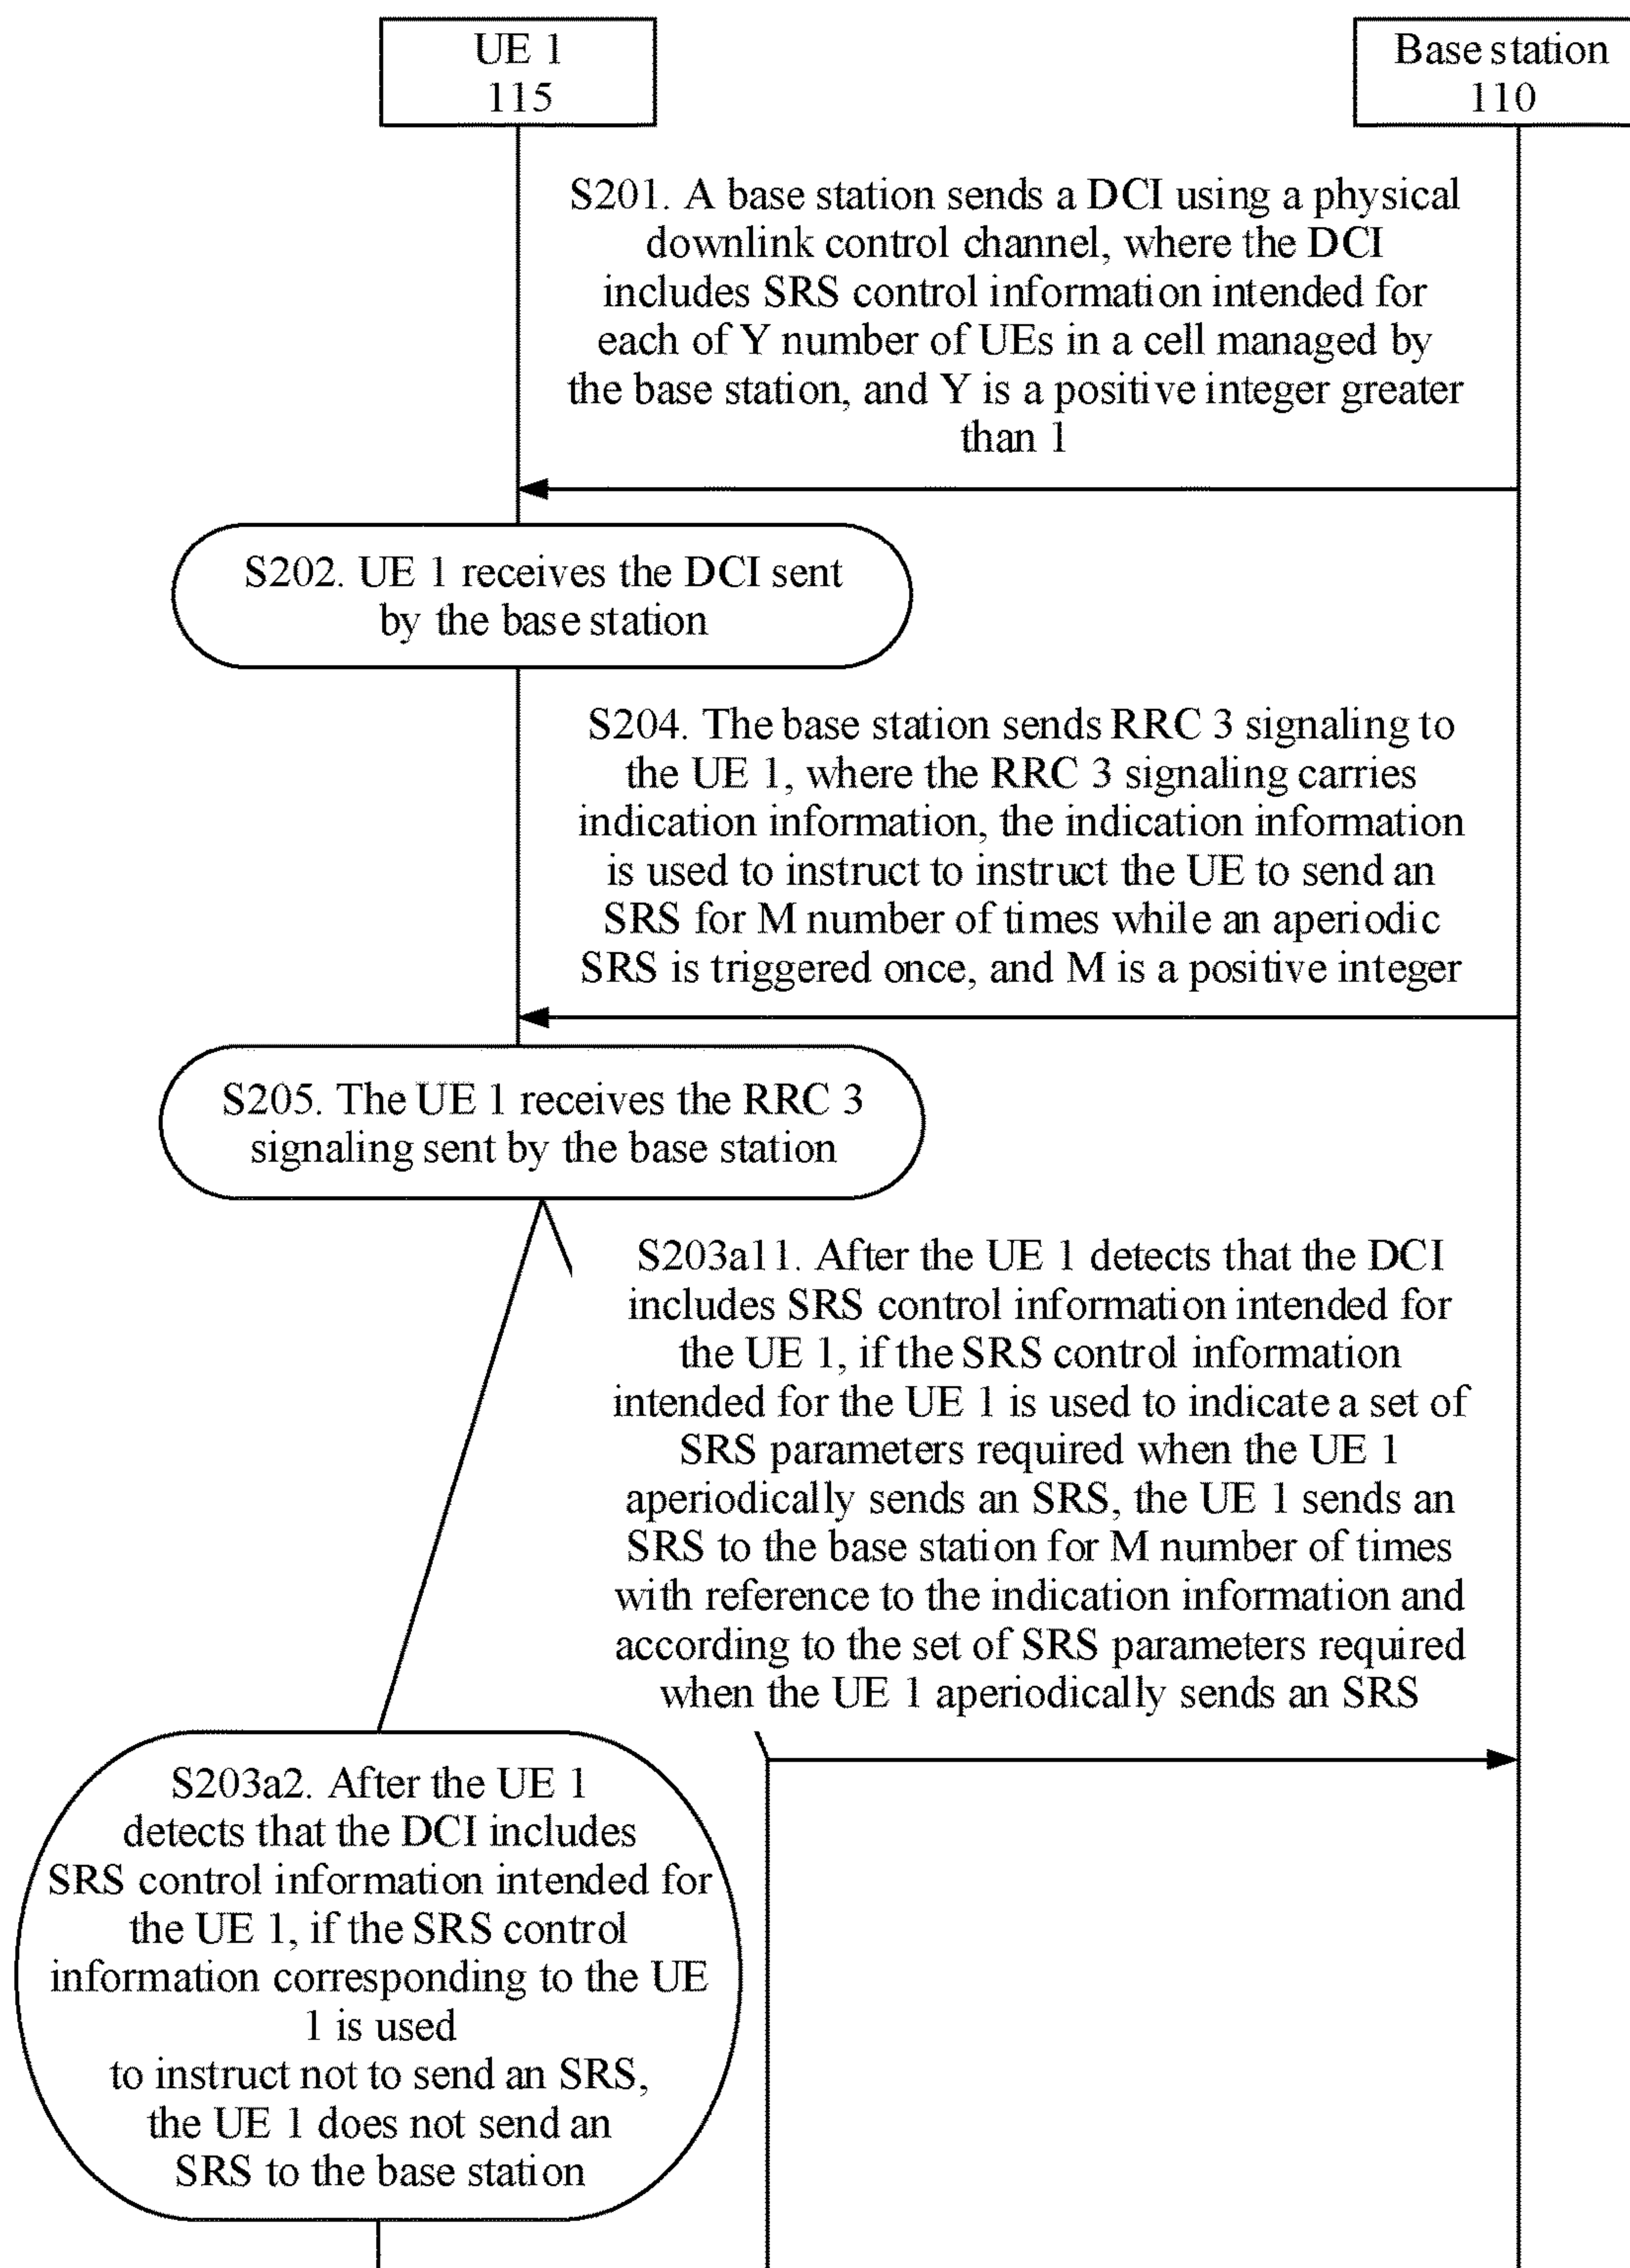 UE 1
115
Base station
110
S201. A base station sends a DCI using a physical
downlink control channel, where the DCI
includes SRS control information intended for
each of Y number of UEs in a cell managed by
the base station, and Y is a positive integer greater
than 1
S202. UE 1 receives the DCI sent
by the base station
S204. The base station sends RRC 3 signaling to
the UE 1, where the RRC 3 signaling carries
indication information, the indication information
is used to instruct to instruct the UE to send an
SRS for M number of times while an aperiodic
SRS is triggered once, and M is a positive integer
S205. The UE 1 receives the RRC 3
signaling sent by the base station
S203a11. After the UE 1 detects that the DCI
includes SRS control information intended for
the UE 1, if the SRS control information
intended for the UE 1 is used to indicate a set of
SRS parameters required when the UE 1
aperiodically sends an SRS, the UE 1 sends an
SRS to the base station for M number of times
with reference to the indication information and
according to the set of SRS parameters required
when the UE 1 aperiodically sends an SRS
S203a2. After the UE 1
detects that the DCI includes
SRS control information intended for
the UE 1, if the SRS control
information corresponding to the UE
1 is used
to instruct not to send an SRS,
the UE 1 does not send an
SRS to the base station